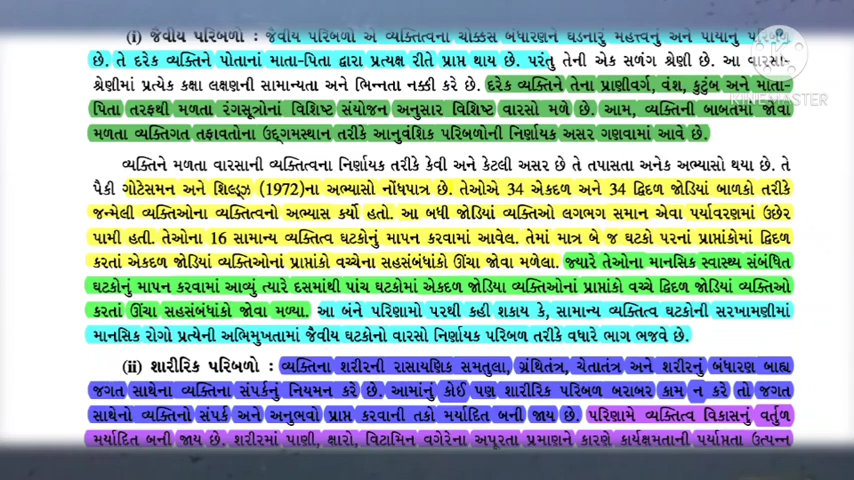 (i) જૈવીય પરિબળો : જૈવીય પરિબળો એ વ્યક્તિત્વના ચોક્કસ બંધારણને ઘડનારું મહત્ત્વનું અને પાયાનું પરિબળ
છે. તે દરેક વ્યક્તિને પોતાનાં માતા-પિતા દ્વારા પ્રત્યક્ષ રીતે પ્રાપ્ત થાય છે. પરંતુ તેની એક સળંગ શ્રેણી છે. આ વારસા-
શ્રેણીમાં પ્રત્યેક કક્ષા લક્ષણની સામાન્યતા અને ભિન્નતા નક્કી કરે છે. દરેક વ્યક્તિને તેના પ્રાણીવર્ગ, વંશ, કુટુંબ અને માતા-
પિતા તરફથી મળતા રંગસૂત્રોનાં વિશિષ્ટ સંયોજન અનુસાર વિશિષ્ટ વારસો મળે છે. આમ, વ્યક્તિની બાબતમાં જોવા
મળતા વ્યક્તિગત તફાવતોના ઉદ્ગમસ્થાન તરીકે આનુવંશિક પરિબળોની નિર્ણાયક અસર ગણવામાં આવે છે.
KINEMASTER
વ્યક્તિને મળતા વારસાની વ્યક્તિત્વના નિર્ણાયક તરીકે કેવી અને કેટલી અસર છે તે તપાસતા અનેક અભ્યાસો થયા છે. તે
પૈકી ગોટેસમન અને શિલ્ડ્ઝ (1972)ના અભ્યાસો નોંધપાત્ર છે. તેઓએ 34 એકદળ અને 34 દ્વિદળ જોડિયાં બાળકો તરીકે
જન્મેલી વ્યક્તિઓના વ્યક્તિત્વનો અભ્યાસ કર્યો હતો. આ બધી જોડિયાં વ્યક્તિઓ લગભગ સમાન એવા પર્યાવરણમાં ઉછેર
પામી હતી. તેઓના 16 સામાન્ય વ્યક્તિત્વ ઘટકોનું માપન કરવામાં આવેલ. તેમાં માત્ર બે જ ઘટકો પરનાં પ્રાપ્તાંકોમાં દ્વિદળ
કરતાં એકદળ જોડિયાં વ્યક્તિઓનાં પ્રાપ્તાંકો વચ્ચેના સહસંબંધાંકો ઊંચા જોવા મળેલા. જ્યારે તેઓના માનસિક સ્વાસ્થ્ય સંબંધિત
ઘટકોનું માપન કરવામાં આવ્યું ત્યારે દસમાંથી પાંચ ઘટકોમાં એકદળ જોડિયા વ્યક્તિઓનાં પ્રાપ્તાંકો વચ્ચે દ્વિદળ જોડિયાં વ્યક્તિઓ
કરતાં ઊંચા સહસંબંધાંકો જોવા મળ્યા. આ બંને પરિણામો પરથી કહી શકાય કે, સામાન્ય વ્યક્તિત્વ ઘટકોની સરખામણીમાં
માનસિક રોગો પ્રત્યેની અભિમુખતામાં જૈવીય ઘટકોનો વારસો નિર્ણાયક પરિબળ તરીકે વધારે ભાગ ભજવે છે.
(ii) શારીરિક પરિબળો : વ્યક્તિના શરીરની રાસાયણિક સમતુલા, ગ્રંથિતંત્ર, ચેતાતંત્ર અને શરીરનું બંધારણ બાહ્ય
જગત સાથેના વ્યક્તિના સંપર્કનું નિયમન કરે છે. આમાંનું કોઈ પણ શારીરિક પરિબળ બરાબર કામ ન કરે તો જગત
સાથેનો વ્યક્તિનો સંપર્ક અને અનુભવો પ્રાપ્ત કરવાની તકો મર્યાદિત બની જાય છે. પરિણામે વ્યક્તિત્વ વિકાસનું વર્તુળ
મર્યાદિત બની જાય છે. શરીરમાં પાણી, ક્ષારો, વિટામિન વગેરેના અપૂરતા પ્રમાણને કારણે કાર્યક્ષમતાની પર્યાપ્તતા ઉત્પન્ન